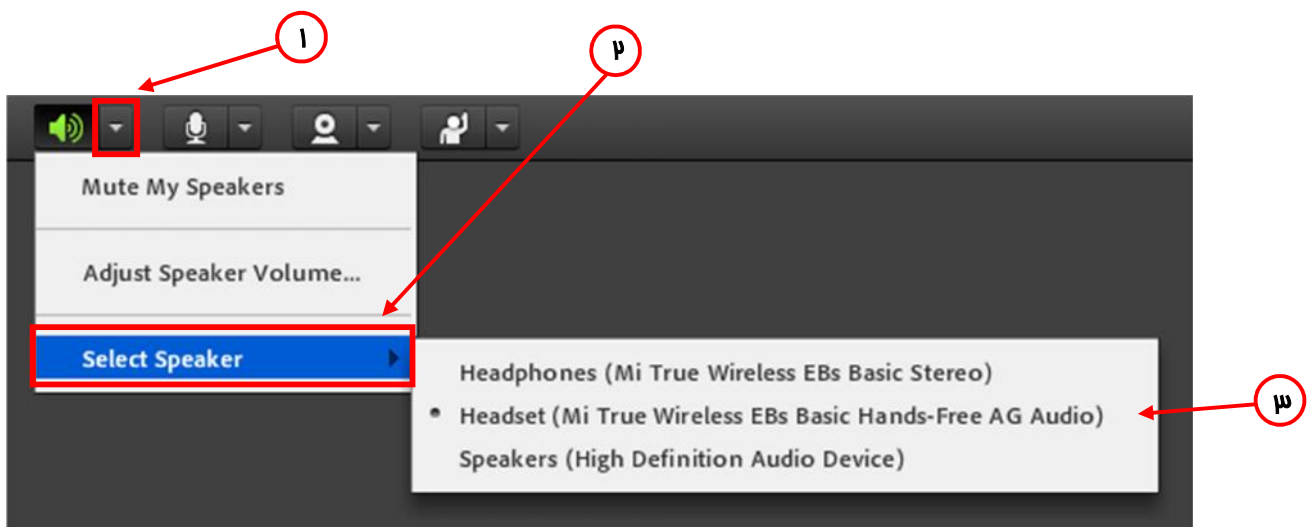 ۱
۲
Mute My Speakers
Adjust Speaker Volume...
Select Speaker
Headphones (Mi True Wireless EBs Basic Stereo)
Headset (Mi True Wireless EBs Basic Hands-Free AG Audio)
Speakers (High Definition Audio Device)
۳